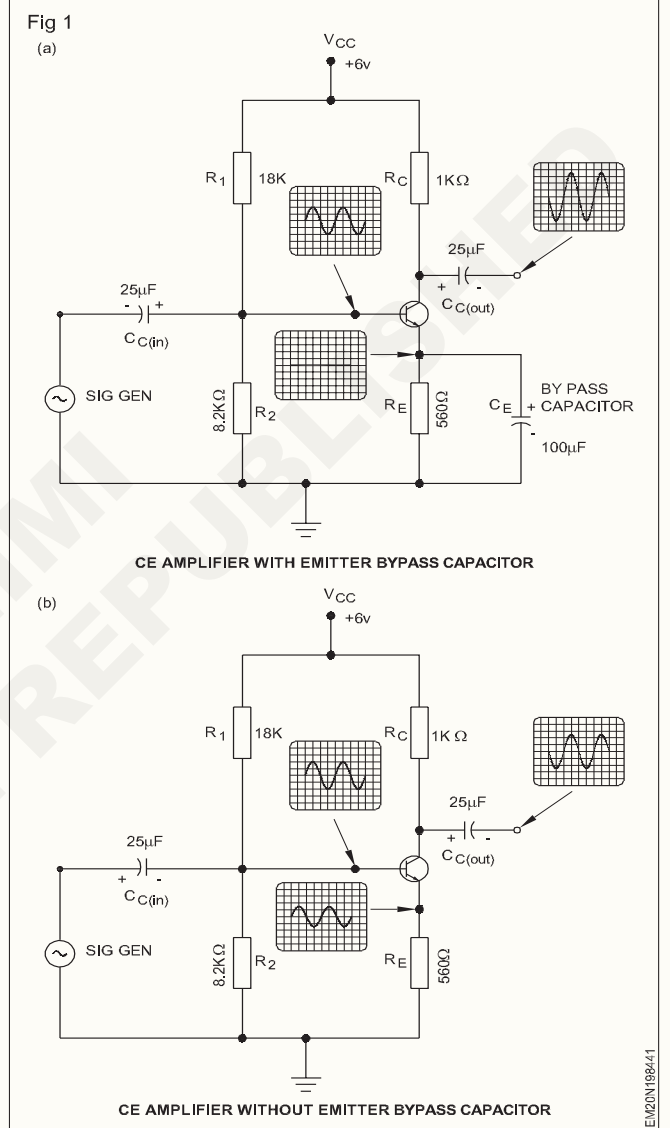 Fig 1
(a)
VCC
+6v
R1 18K
RC 1KΩ
25µF
+ -
CC(out)
25µF
- +
CC(in)
SIG GEN
8.2KΩ R2
RE 560Ω
CE + BY PASS
CAPACITOR
-
100µF
CE AMPLIFIER WITH EMITTER BYPASS CAPACITOR
(b)
VCC
+6v
R1 18K
RC 1KΩ
25µF
+ -
CC(out)
25µF
+ -
CC(in)
SIG GEN
8.2KΩ R2
RE 560Ω
CE AMPLIFIER WITHOUT EMITTER BYPASS CAPACITOR
EM20N198441
REPUBLISHED